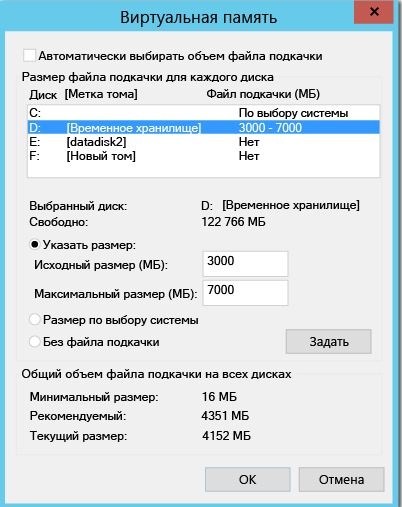 Виртуальная память
Автоматически выбирать объем файла подкачки
Размер файла подкачки для каждого диска
Диск [Метка тома] Файл подкачки (МБ)
C: По выбору системы
D: [Временное хранилище] 3000 - 7000
E: [datadisk2] Нет
F: [Новый том] Нет
Выбранный диск: D: [Временное хранилище]
Свободно: 122 766 МБ
Указать размер:
Исходный размер (МБ): 3000
Максимальный размер (МБ): 7000
Размер по выбору системы
Без файла подкачки Задать
Общий объем файла подкачки на всех дисках
Минимальный размер: 16 МБ
Рекомендуемый: 4351 МБ
Текущий размер: 4152 МБ
ОК Отмена